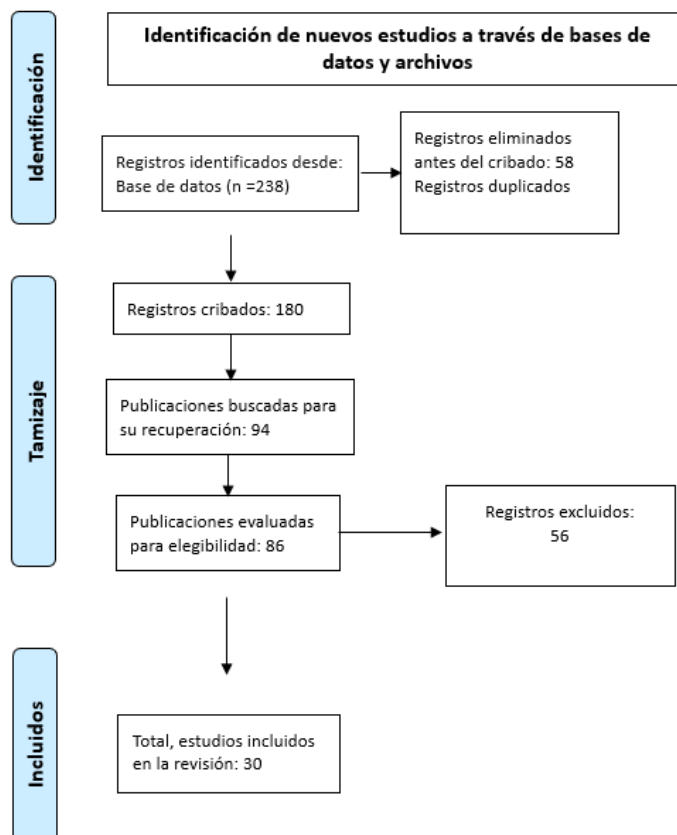 Identificación de nuevos estudios a través de bases de
datos y archivos
Identificación
Registros identificados desde:
Base de datos (n =238)
Registros eliminados
antes del cribado: 58
Registros duplicados
Tamizaje
Registros cribados: 180
Publicaciones buscadas para
su recuperación: 94
Publicaciones evaluadas
para elegibilidad: 86
Registros excluidos:
56
Incluidos
Total, estudios incluidos
en la revisión: 30